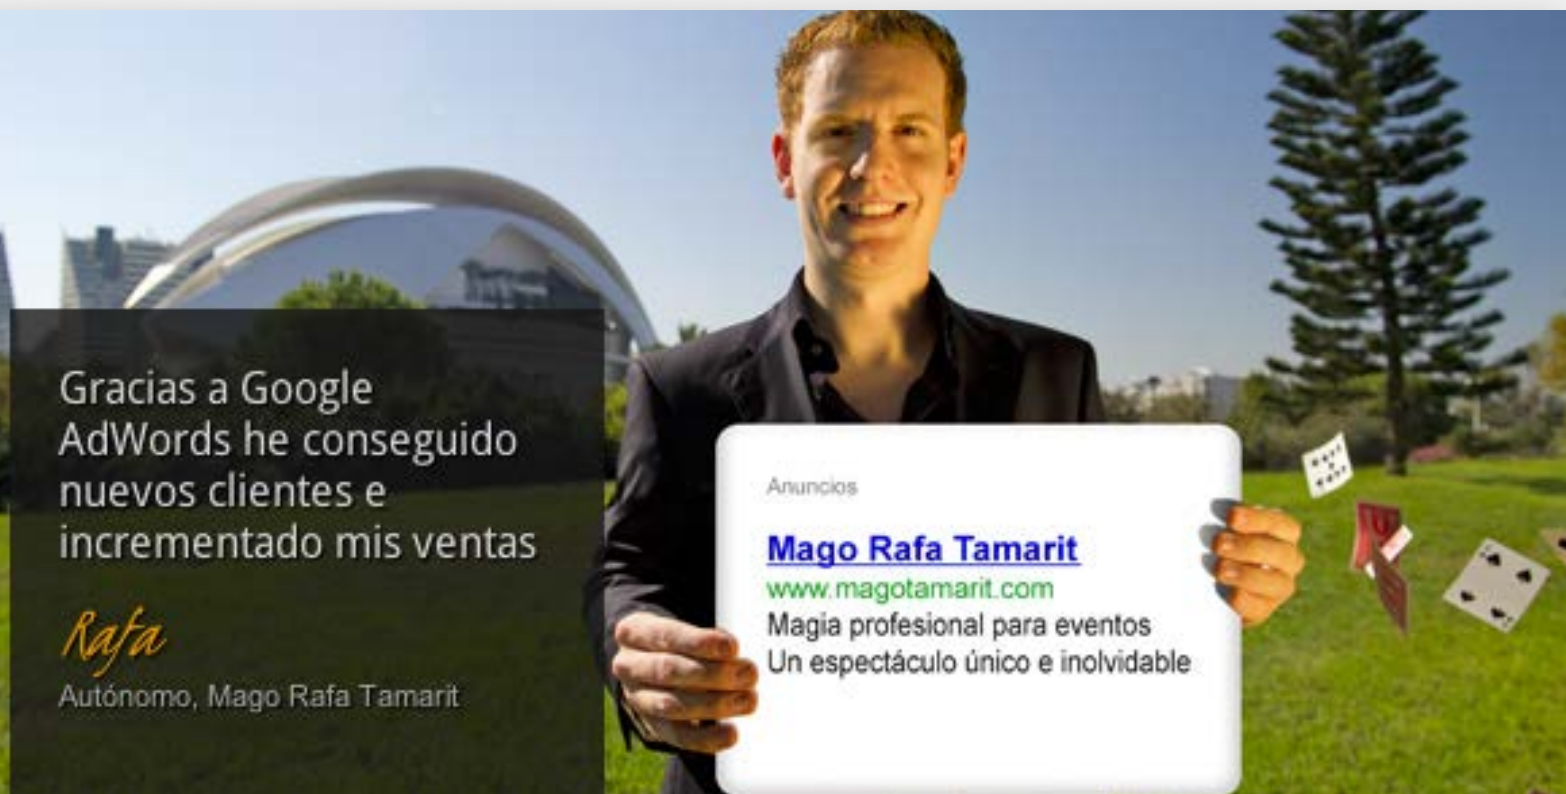 Gracias a Google
AdWords he conseguido
nuevos clientes e
incrementado mis ventas
Rafa
Autónomo, Mago Rafa Tamarit
Anuncios
Mago Rafa Tamarit
www.magotamarit.com
Magia profesional para eventos
Un espectáculo único e inolvidable